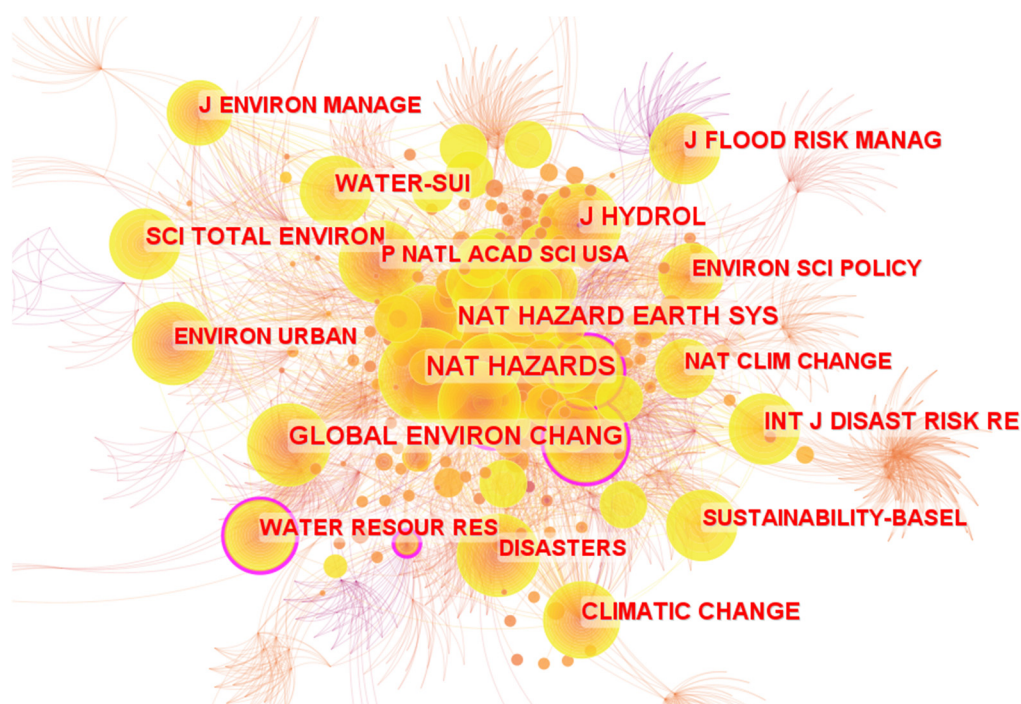 J ENVIRON MANAGE
J FLOOD RISK MANAG
WATER-SUI
J HYDROL
SCI TOTAL ENVIRON
P NATL ACAD SCI USA
ENVIRON SCI POLICY
NAT HAZARD EARTH SYS
ENVIRON URBAN
NAT HAZARDS
NAT CLIM CHANGE
INT J DISAST RISK RE
GLOBAL ENVIRON CHANG
SUSTAINABILITY-BASEL
WATER RESOUR RES
DISASTERS
CLIMATIC CHANGE